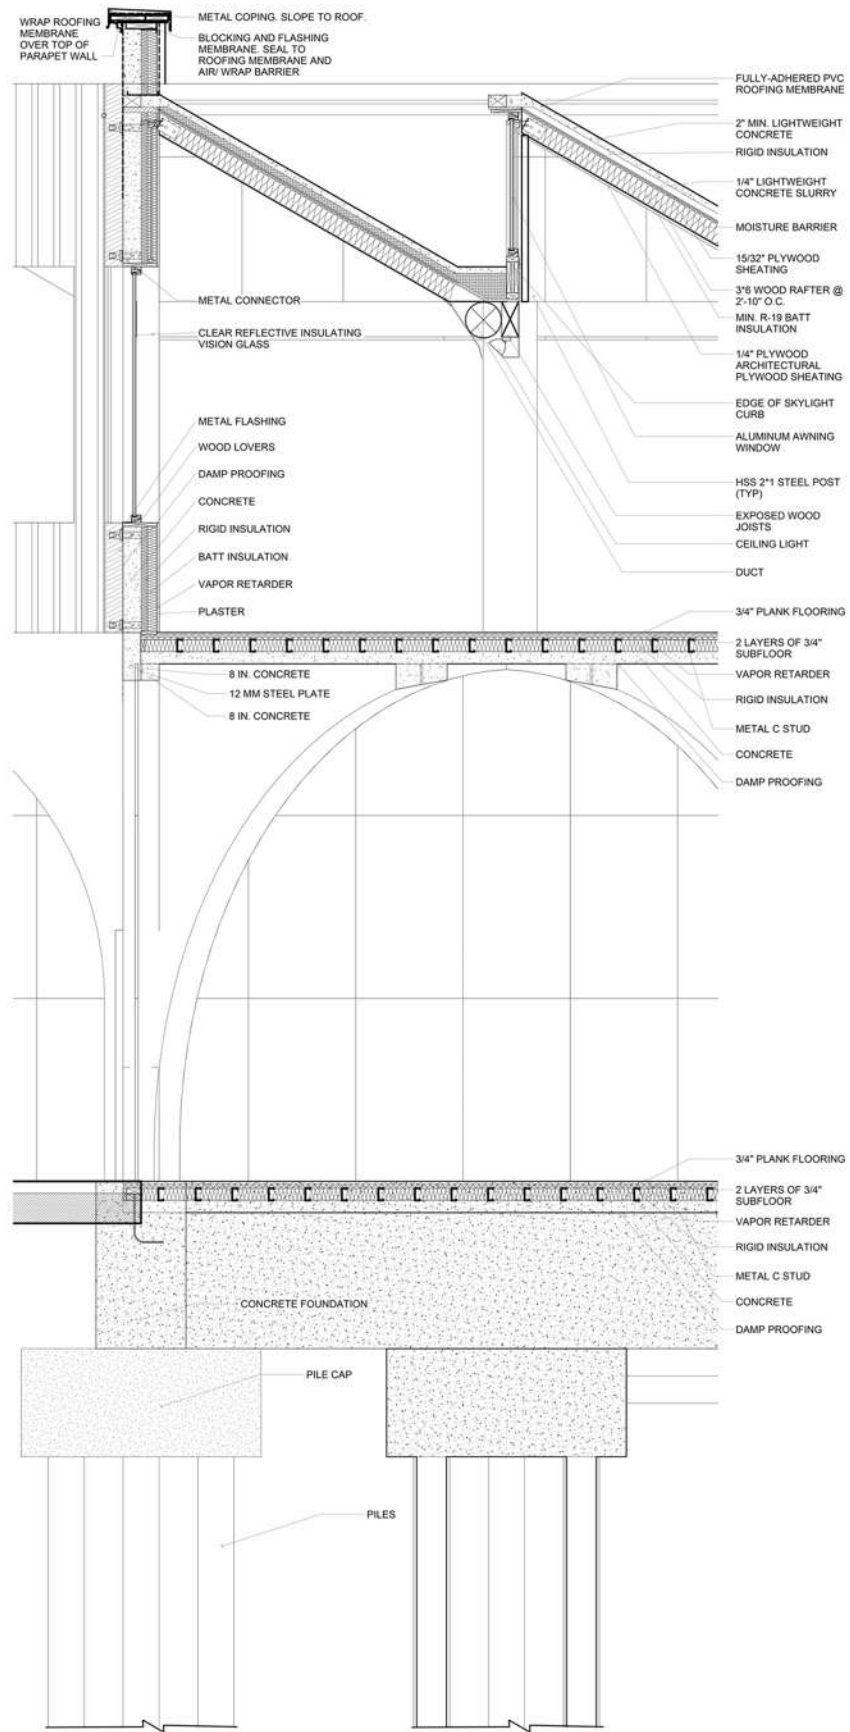 WRAP ROOFING
MEMBRANE
OVER TOP OF
PARAPET WALL
METAL COPING. SLOPE TO ROOF.
BLOCKING AND FLASHING
MEMBRANE. SEAL TO
ROOFING MEMBRANE AND
AIR/ WRAP BARRIER
METAL CONNECTOR
CLEAR REFLECTIVE INSULATING
VISION GLASS
METAL FLASHING
WOOD LOVERS
DAMP PROOFING
CONCRETE
RIGID INSULATION
BATT INSULATION
VAPOR RETARDER
PLASTER
8 IN. CONCRETE
12 MM STEEL PLATE
8 IN. CONCRETE
FULLY-ADHERED PVC
ROOFING MEMBRANE
2" MIN. LIGHTWEIGHT
CONCRETE
RIGID INSULATION
1/4" LIGHTWEIGHT
CONCRETE SLURRY
MOISTURE BARRIER
15/32" PLYWOOD
SHEATING
3*6 WOOD RAFTER @
2'-10" O.C.
MIN. R-19 BATT
INSULATION
1/4" PLYWOOD
ARCHITECTURAL
PLYWOOD SHEATING
EDGE OF SKYLIGHT
CURB
ALUMINUM AWNING
WINDOW
HSS 2*1 STEEL POST
(TYP)
EXPOSED WOOD
JOISTS
CEILING LIGHT
DUCT
3/4" PLANK FLOORING
2 LAYERS OF 3/4"
SUBFLOOR
VAPOR RETARDER
RIGID INSULATION
METAL C STUD
CONCRETE
DAMP PROOFING
3/4" PLANK FLOORING
2 LAYERS OF 3/4"
SUBFLOOR
VAPOR RETARDER
RIGID INSULATION
METAL C STUD
CONCRETE
DAMP PROOFING
CONCRETE FOUNDATION
PILE CAP
PILES